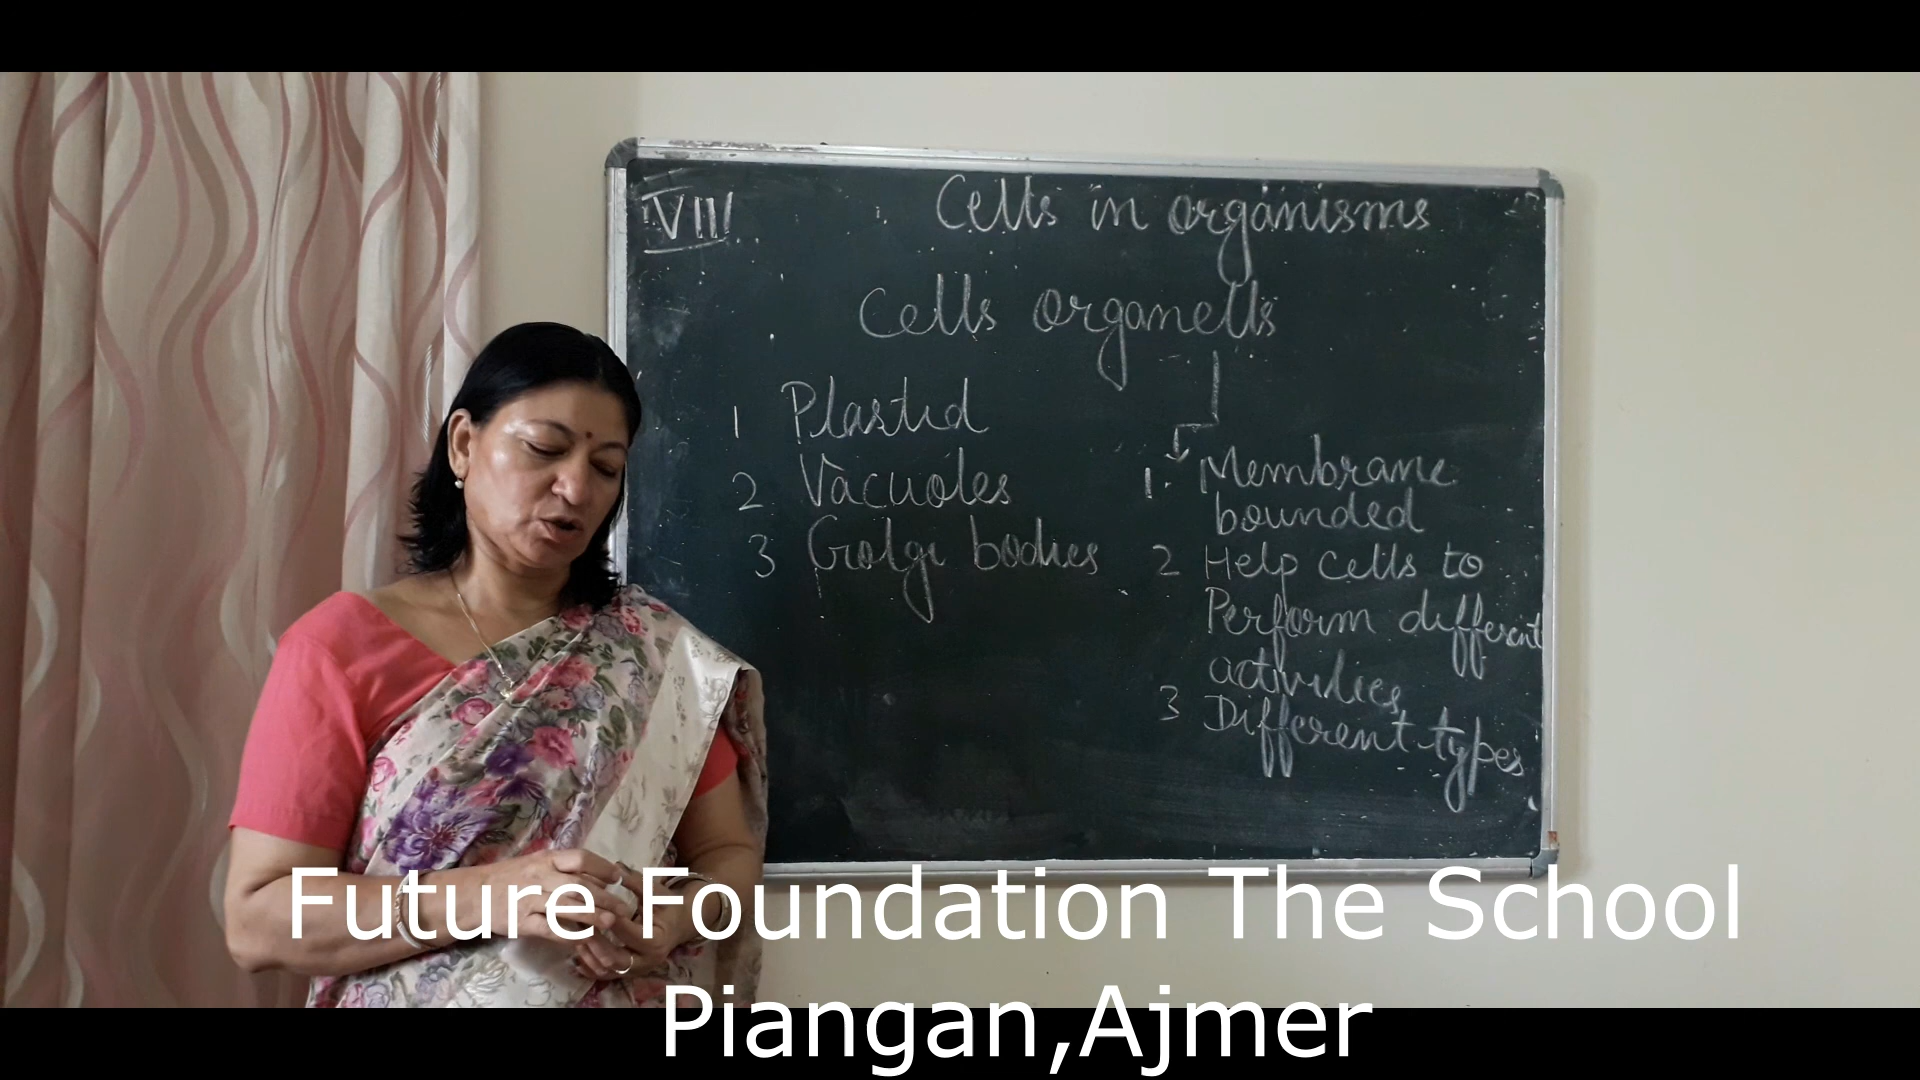 VII
Cells in organisms
Cells organells
1 Plastid
2 Vacuoles
3 Golgi bodies
1. Membrane
bounded
2 Help cells to
Perform different
activities
3 Different types
Future Foundation The School
Piangan,Ajmer